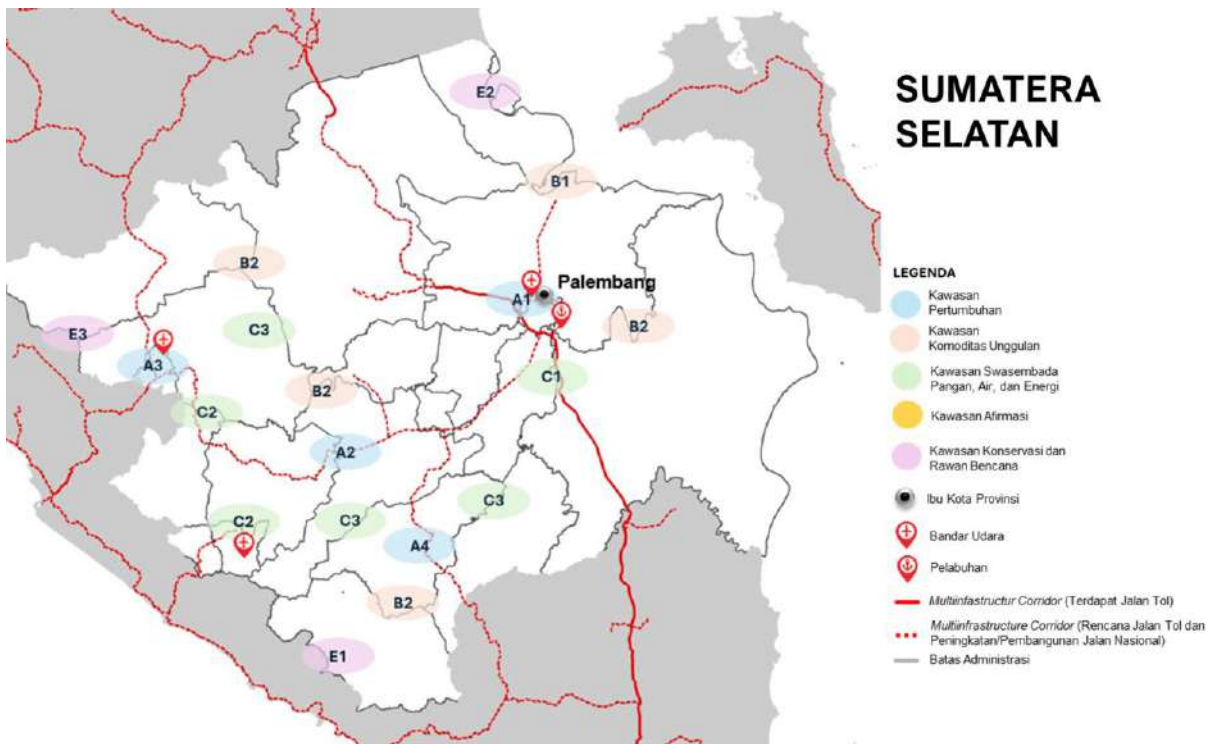 SUMATERA
SELATAN
E2
B1
B2
Palembang
A1
E3
C3
B2
A3
C1
B2
C2
A2
C3
C2
C3
A4
B2
E1
LEGENDA
Kawasan
Pertumbuhan
Kawasan
Komoditas Unggulan
Kawasan Swasembada
Pangan, Air, dan Energi
Kawasan Afirmasi
Kawasan Konservasi dan
Rawan Bencana
Ibu Kota Provinsi
Bandar Udara
Pelabuhan
Multiinfastructur Corridor (Terdapat Jalan Tol)
Multiinfrastructure Corridor (Rencana Jalan Tol dan
Peningkatan/Pembangunan Jalan Nasional)
Batas Administrasi